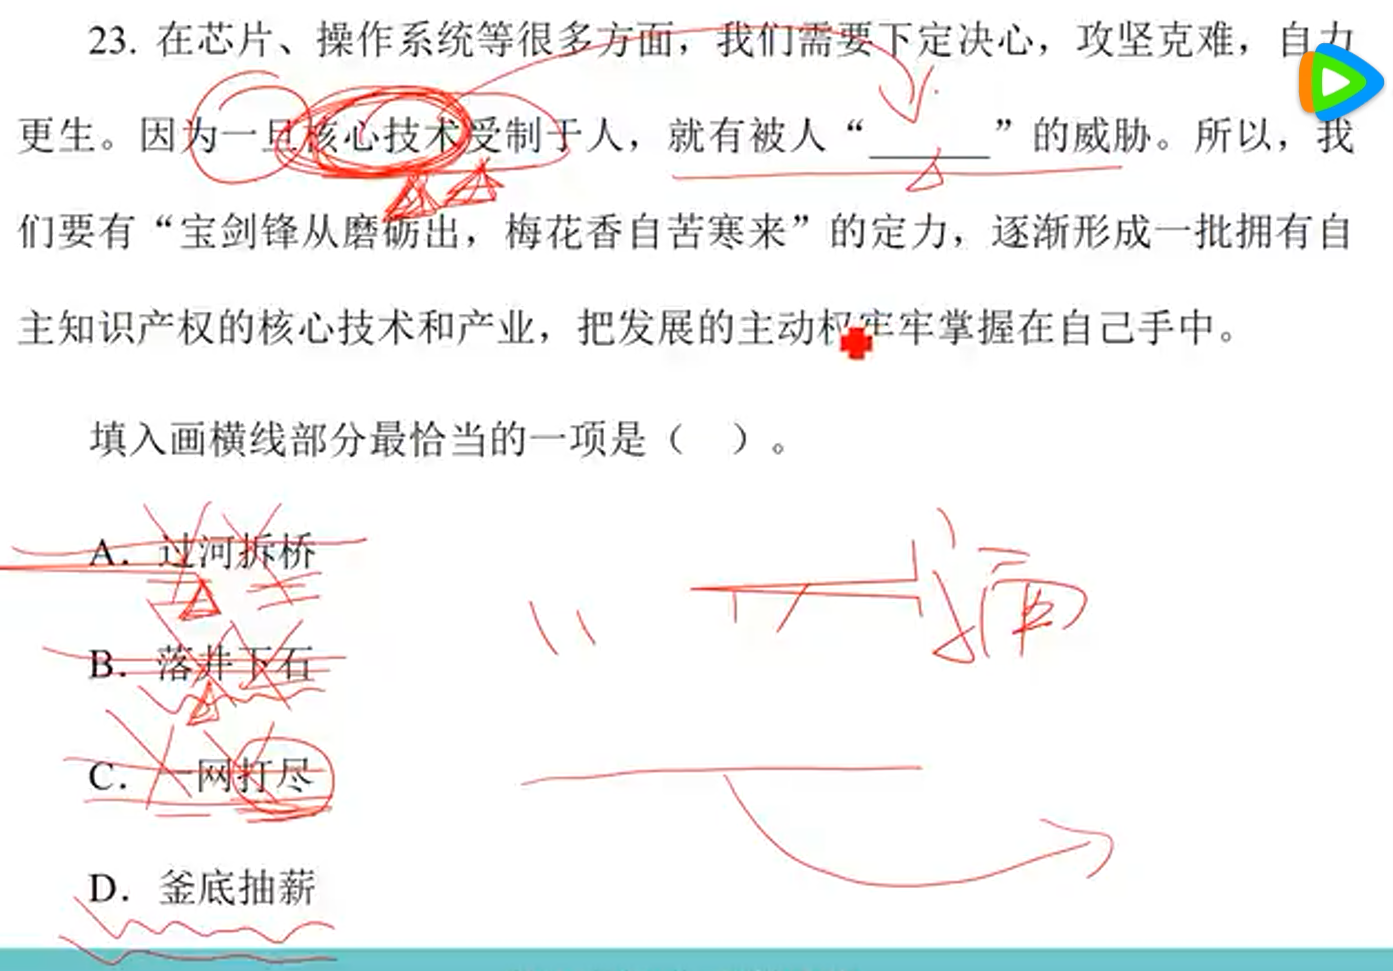 23. 在芯片、操作系统等很多方面，我们需要下定决心，攻坚克难，自力
更生。因为一旦核心技术受制于人，就有被人“______”的威胁。所以，我
们要有“宝剑锋从磨砺出，梅花香自苦寒来”的定力，逐渐形成一批拥有自
主知识产权的核心技术和产业，把发展的主动权牢牢掌握在自己手中。
填入画横线部分最恰当的一项是（ ）。
A. 过河拆桥
B. 落井下石
C. 一网打尽
D. 釜底抽薪